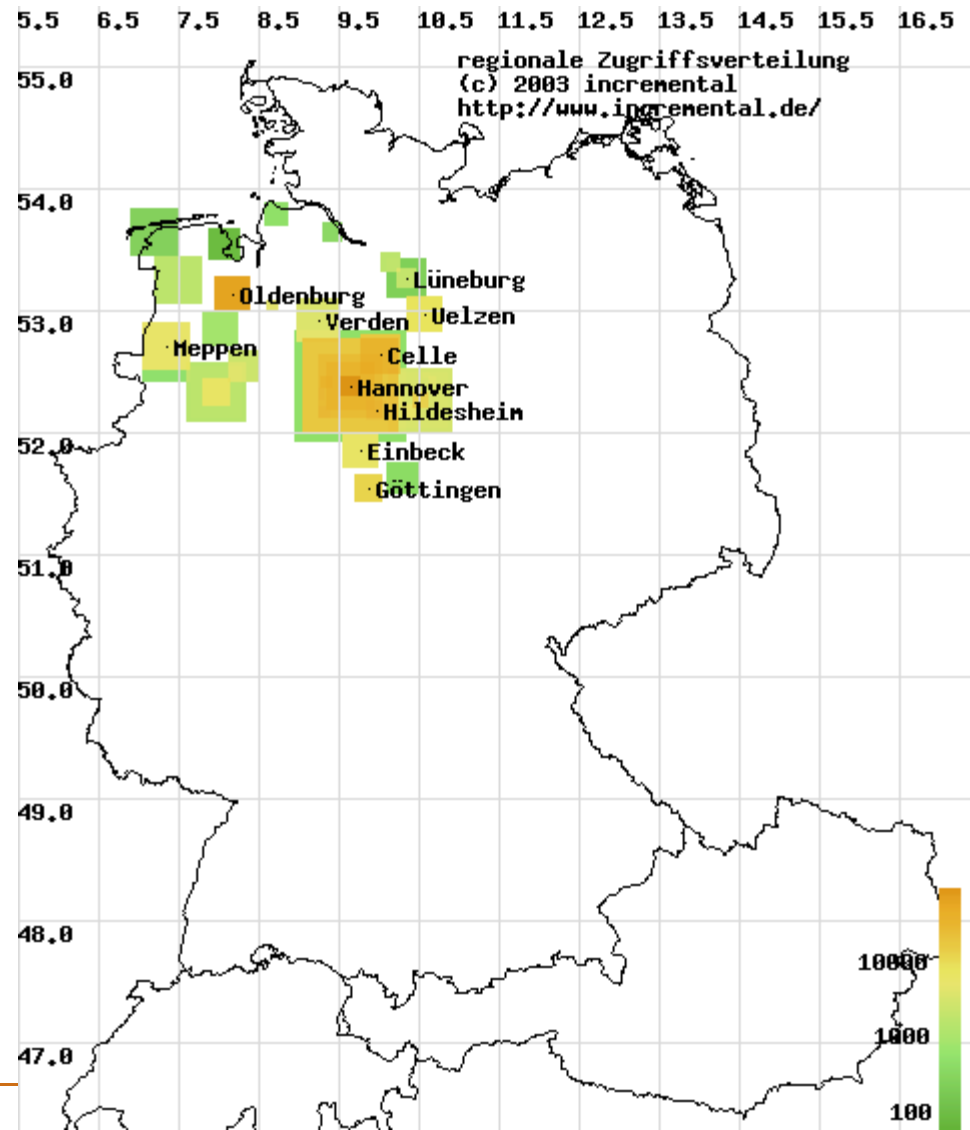 5.5 6.5 7.5 8.5 9.5 10.5 11.5 12.5 13.5 14.5 15.5 16.5
regionale Zugriffsverteilung
(c) 2003 incremental
http://www.incremental.de/
55.0
54.0
Lüneburg
Oldenburg
Uelzen
53.0
Verden
Meppen
Celle
Hannover
Hildesheim
52.0
Einbeck
Göttingen
51.0
50.0
49.0
48.0
10000
1000
47.0
100